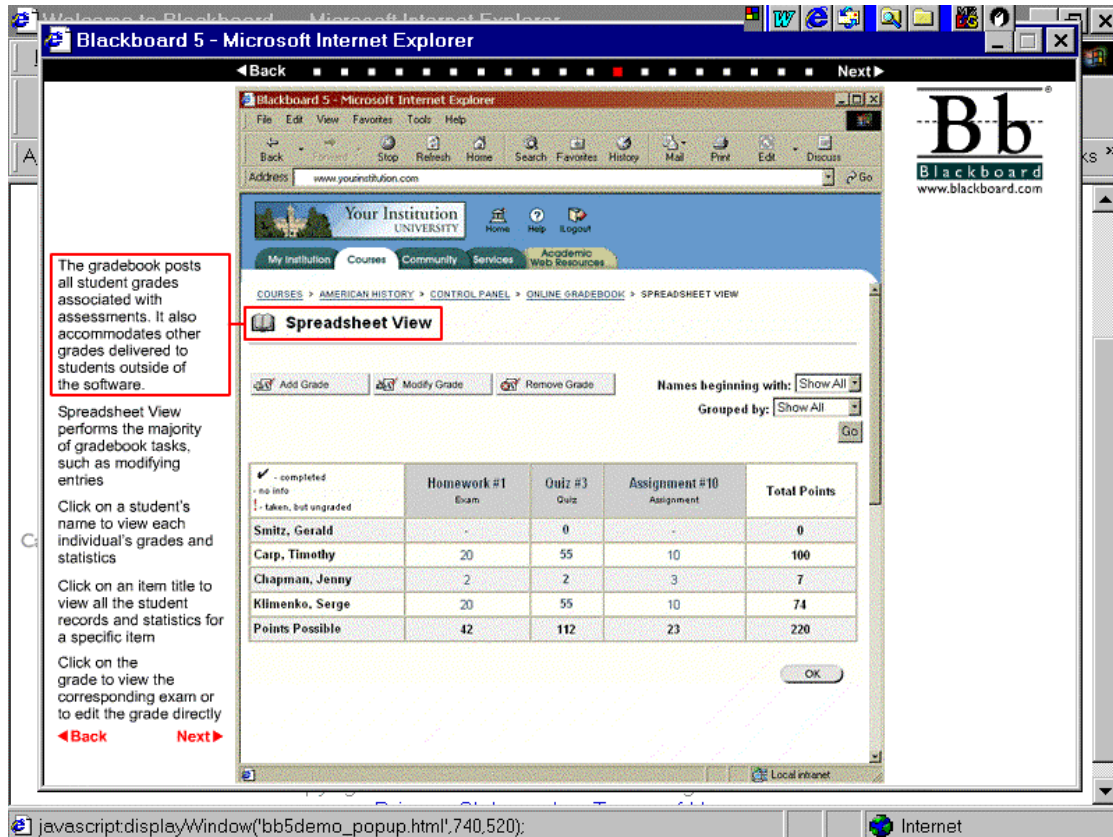 Welcome to Blackboard - Microsoft Internet Explorer
Blackboard 5 - Microsoft Internet Explorer
Back
Next
Bb
Blackboard
www.blackboard.com
Blackboard 5 - Microsoft Internet Explorer
File Edit View Favorites Tools Help
Back Forward Stop Refresh Home Search Favorites History Mail Print Edit Discuss
Address www.yourinstitution.com Go
Your Institution
UNIVERSITY
Home Help Logout
My Institution Courses Community Services Academic Web Resources
COURSES > AMERICAN HISTORY > CONTROL PANEL > ONLINE GRADEBOOK > SPREADSHEET VIEW
Spreadsheet View
The gradebook posts
all student grades
associated with
assessments. It also
accommodates other
grades delivered to
students outside of
the software.
Spreadsheet View
performs the majority
of gradebook tasks,
such as modifying
entries
Click on a student's
name to view each
individual's grades and
statistics
Click on an item title to
view all the student
records and statistics for
a specific item
Click on the
grade to view the
corresponding exam or
to edit the grade directly
Back Next
Add Grade Modify Grade Remove Grade
Names beginning with: Show All
Grouped by: Show All
Go
✔ - completed
- no info
! - taken, but ungraded
Homework #1 Quiz #3 Assignment #10 Total Points
Exam Quiz Assignment
Smitz, Gerald - 0 - 0
Carp, Timothy 20 55 10 100
Chapman, Jenny 2 2 3 7
Klimenko, Serge 20 55 10 74
Points Possible 42 112 23 220
OK
Local intranet
javascript:displayWindow('bb5demo_popup.html',740,520);
Internet